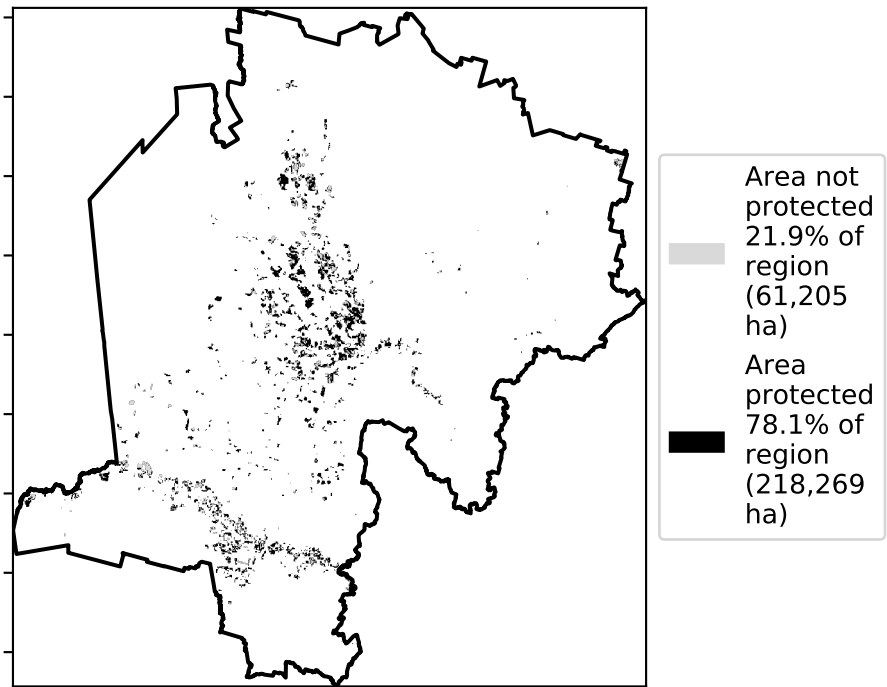 Area not
protected
21.9% of
region
(61,205
ha)
Area
protected
78.1% of
region
(218,269
ha)